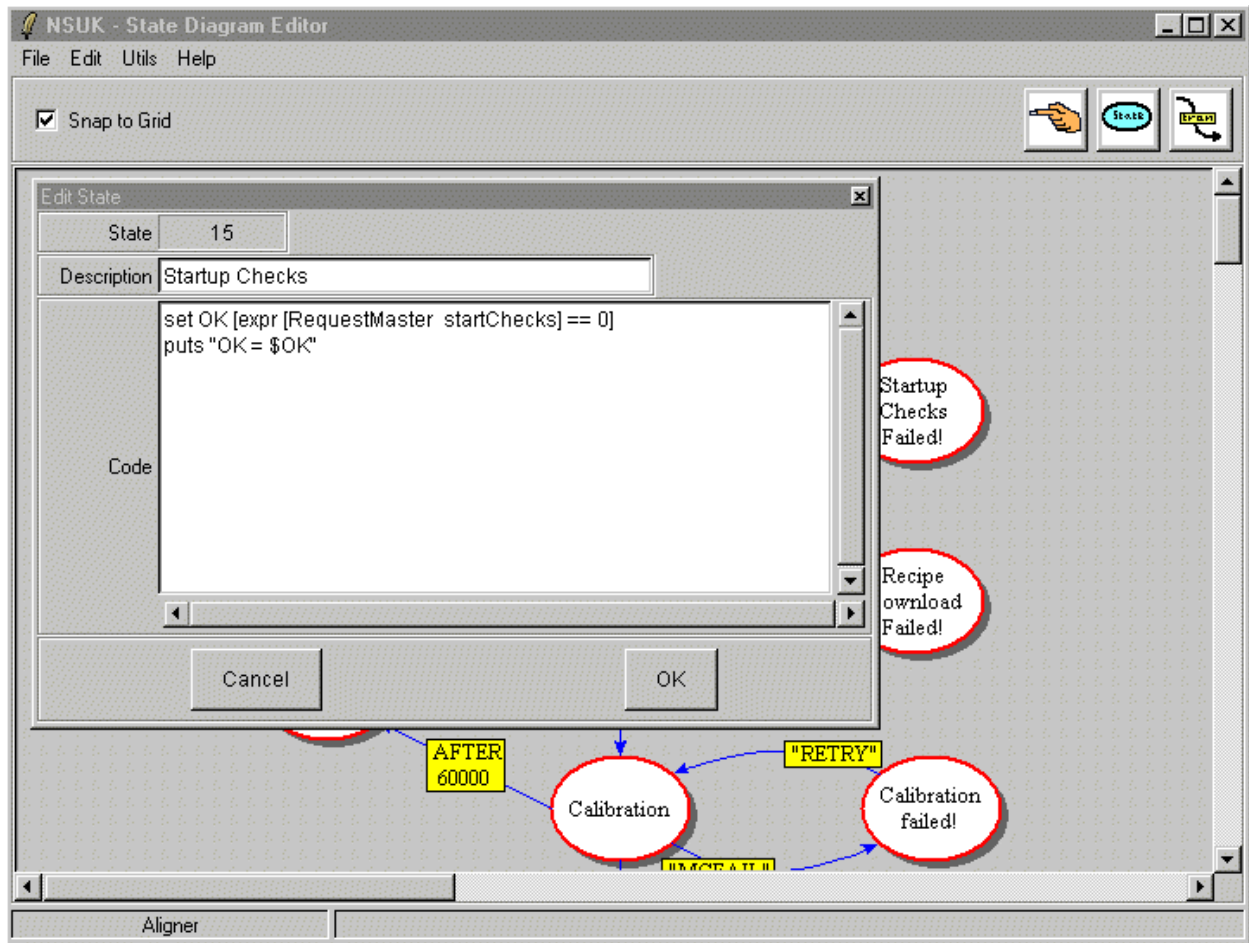 NSUK - State Diagram Editor
File Edit Utils Help
Snap to Grid
State
Edit State
State 15
Description Startup Checks
Code
set OK [expr [RequestMaster startChecks] == 0]
puts "OK = $OK"
Cancel OK
Startup
Checks
Failed!
Recipe
ownload
Failed!
AFTER
60000
"RETRY"
Calibration
Calibration
failed!
Aligner